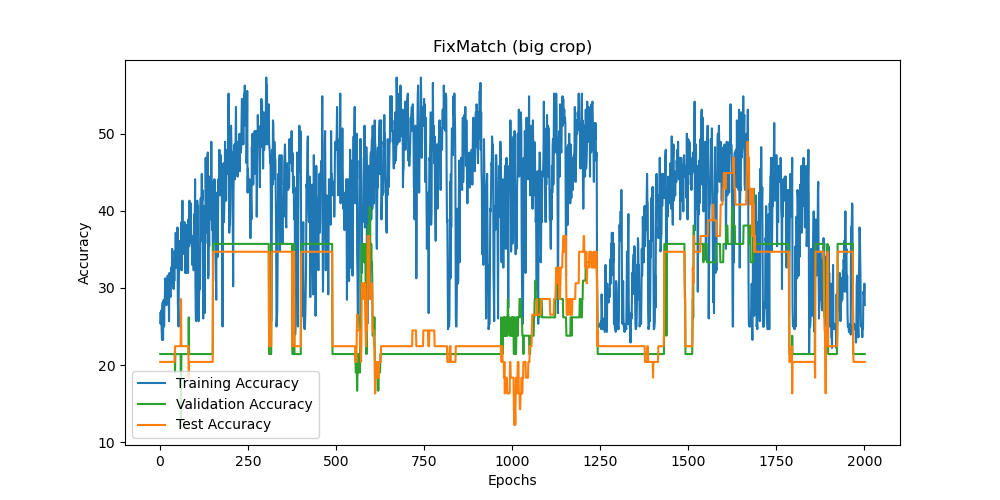 FixMatch (big crop)
Accuracy
50
40
30
20
10
Training Accuracy
Validation Accuracy
Test Accuracy
0 250 500 750 1000 1250 1500 1750 2000
Epochs